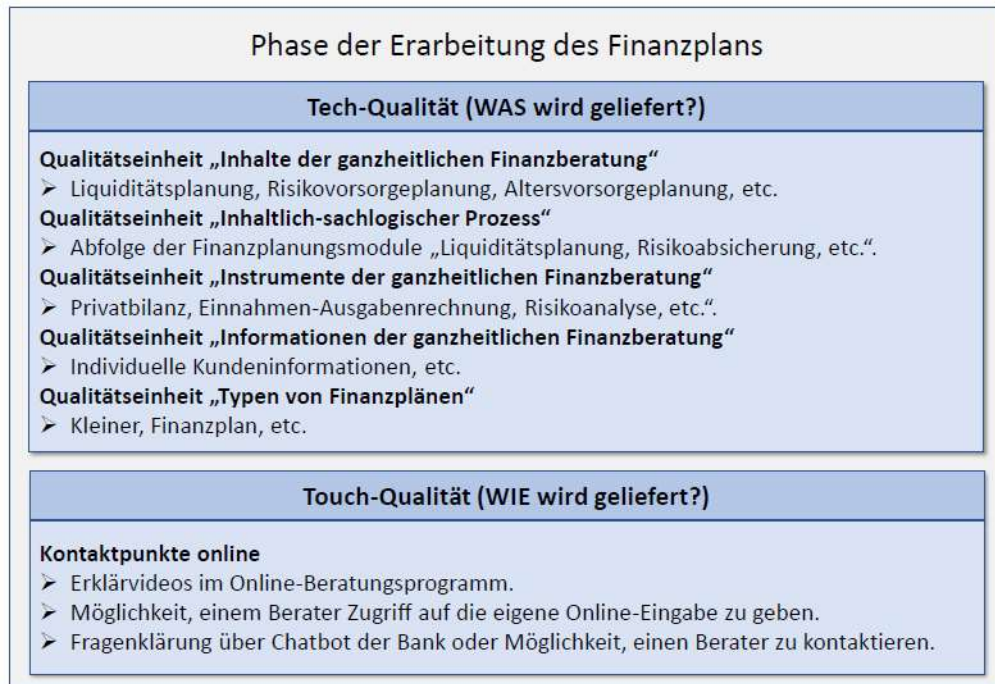 Phase der Erarbeitung des Finanzplans
Tech-Qualität (WAS wird geliefert?)
Qualitätseinheit „Inhalte der ganzheitlichen Finanzberatung“
➢ Liquiditätsplanung, Risikovorsorgeplanung, Altersvorsorgeplanung, etc.
Qualitätseinheit „Inhaltlich-sachlogischer Prozess“
➢ Abfolge der Finanzplanungsmodule „Liquiditätsplanung, Risikoabsicherung, etc.“.
Qualitätseinheit „Instrumente der ganzheitlichen Finanzberatung“
➢ Privatbilanz, Einnahmen-Ausgabenrechnung, Risikoanalyse, etc.“.
Qualitätseinheit „Informationen der ganzheitlichen Finanzberatung“
➢ Individuelle Kundeninformationen, etc.
Qualitätseinheit „Typen von Finanzplänen“
➢ Kleiner, Finanzplan, etc.
Touch-Qualität (WIE wird geliefert?)
Kontaktpunkte online
➢ Erklärvideos im Online-Beratungsprogramm.
➢ Möglichkeit, einem Berater Zugriff auf die eigene Online-Eingabe zu geben.
➢ Fragenklärung über Chatbot der Bank oder Möglichkeit, einen Berater zu kontaktieren.